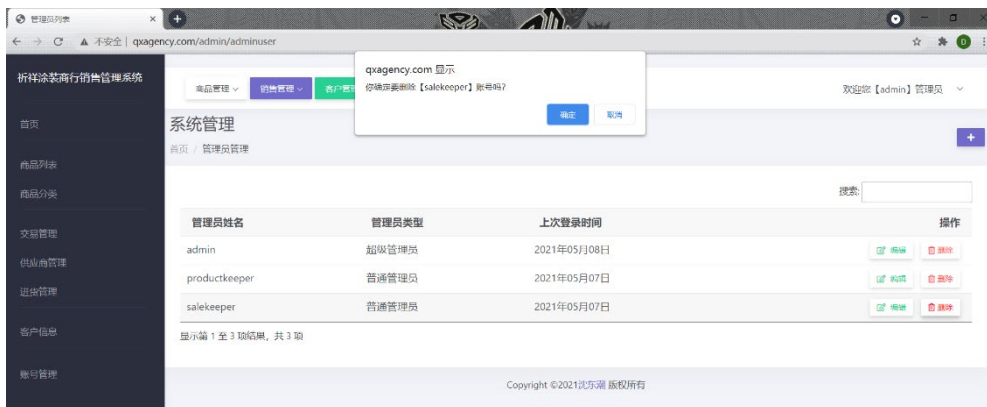 管理员列表
不安全 | qxagency.com/admin/adminuser
D
祈祥涂装商行销售管理系统
首页
商品列表
商品分类
交易管理
供应商管理
进货管理
客户信息
账号管理
商品管理
销售管理
客户管
qxagency.com 显示
你确定要删除【salekeeper】账号吗?
确定 取消
欢迎您【admin】管理员
系统管理
首页 / 管理员管理
+
搜索:
管理员姓名 管理员类型 上次登录时间 操作
admin 超级管理员 2021年05月08日 编辑 删除
productkeeper 普通管理员 2021年05月07日 编辑 删除
salekeeper 普通管理员 2021年05月07日 编辑 删除
显示第 1 至 3 项结果，共 3 项
Copyright ©2021沈东潮 版权所有